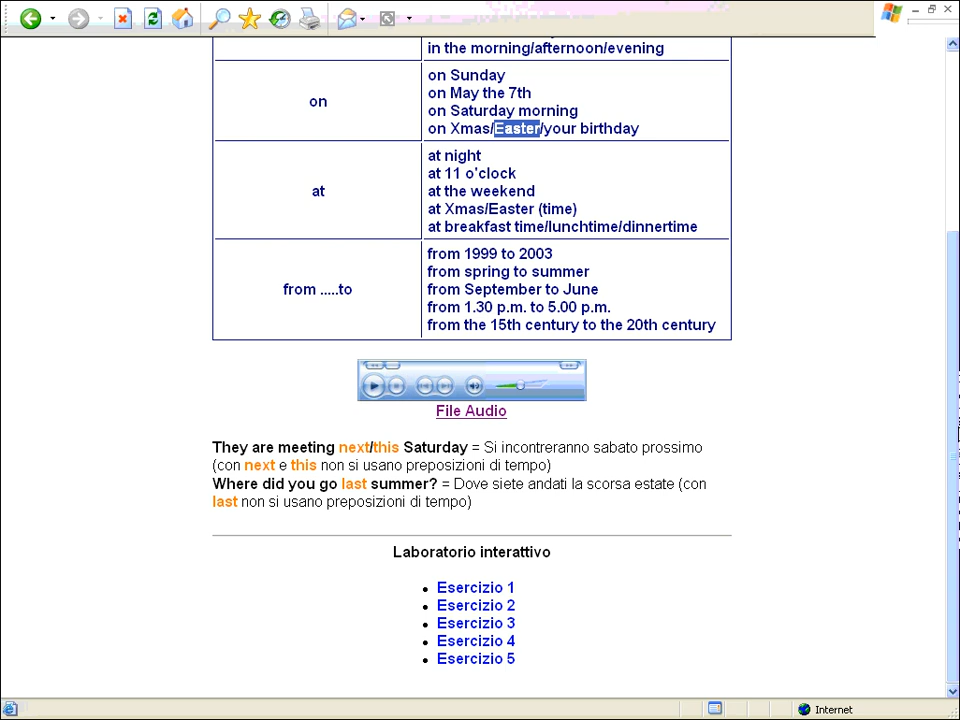 in the morning/afternoon/evening
on
on Sunday
on May the 7th
on Saturday morning
on Xmas/Easter/your birthday
at
at night
at 11 o'clock
at the weekend
at Xmas/Easter (time)
at breakfast time/lunchtime/dinnertime
from .....to
from 1999 to 2003
from spring to summer
from September to June
from 1.30 p.m. to 5.00 p.m.
from the 15th century to the 20th century
File Audio
They are meeting next/this Saturday = Si incontreranno sabato prossimo
(con next e this non si usano preposizioni di tempo)
Where did you go last summer? = Dove siete andati la scorsa estate (con
last non si usano preposizioni di tempo)
Laboratorio interattivo
Esercizio 1
Esercizio 2
Esercizio 3
Esercizio 4
Esercizio 5
Internet